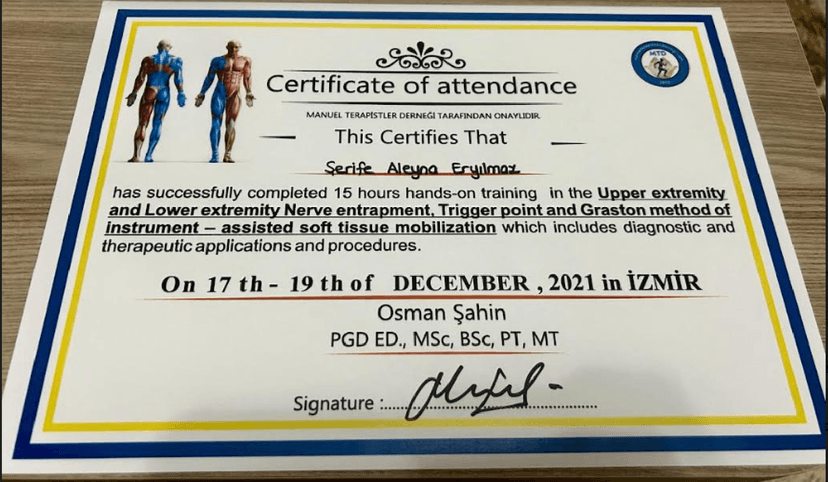 MTD
Certificate of attendance
MANUEL TERAPİSTLER DERNEĞİ TARAFINDAN ONAYLIDIR.
This Certifies That
Şerife Aleyna Eryılmaz
has successfully completed 15 hours hands-on training in the Upper extremity
and Lower extremity Nerve entrapment, Trigger point and Graston method of
instrument – assisted soft tissue mobilization which includes diagnostic and
therapeutic applications and procedures.
On 17 th - 19 th of DECEMBER , 2021 in İZMİR
Osman Şahin
PGD ED., MSc, BSc, PT, MT
Signature :